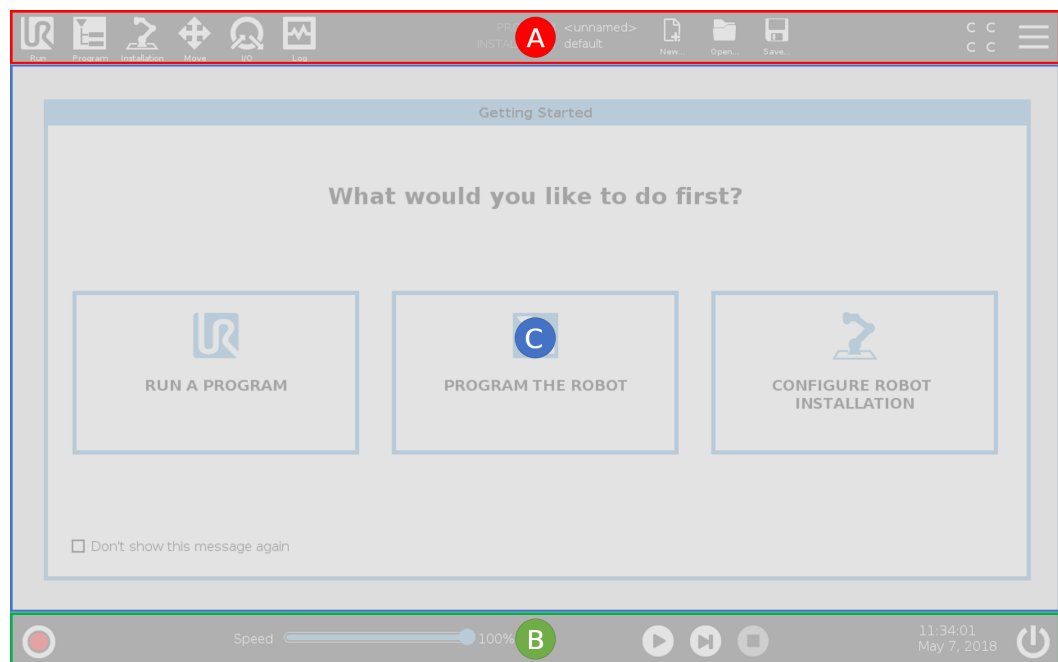 Run Program Installation Move I/O Log
<unnamed>
default
New... Open... Save...
C C
C C
A
Getting Started
What would you like to do first?
RUN A PROGRAM
C
PROGRAM THE ROBOT
CONFIGURE ROBOT
INSTALLATION
Don't show this message again
Speed 100%
B
11:34:01
May 7, 2018